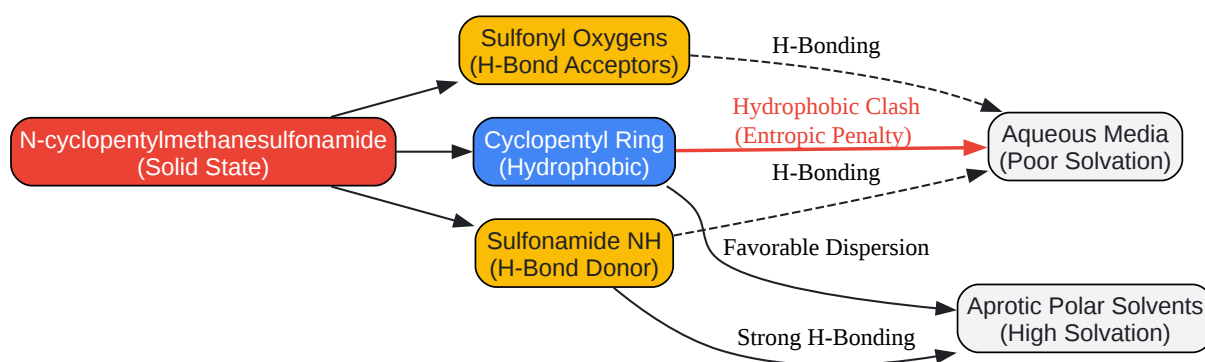 Sulfonyl Oxygens
(H-Bond Acceptors)
H-Bonding
N-cyclopentylmethanesulfonamide
(Solid State)
Cyclopentyl Ring
(Hydrophobic)
Hydrophobic Clash
(Entropic Penalty)
Aqueous Media
(Poor Solvation)
H-Bonding
Sulfonamide NH
(H-Bond Donor)
Favorable Dispersion
Strong H-Bonding
Aprotic Polar Solvents
(High Solvation)